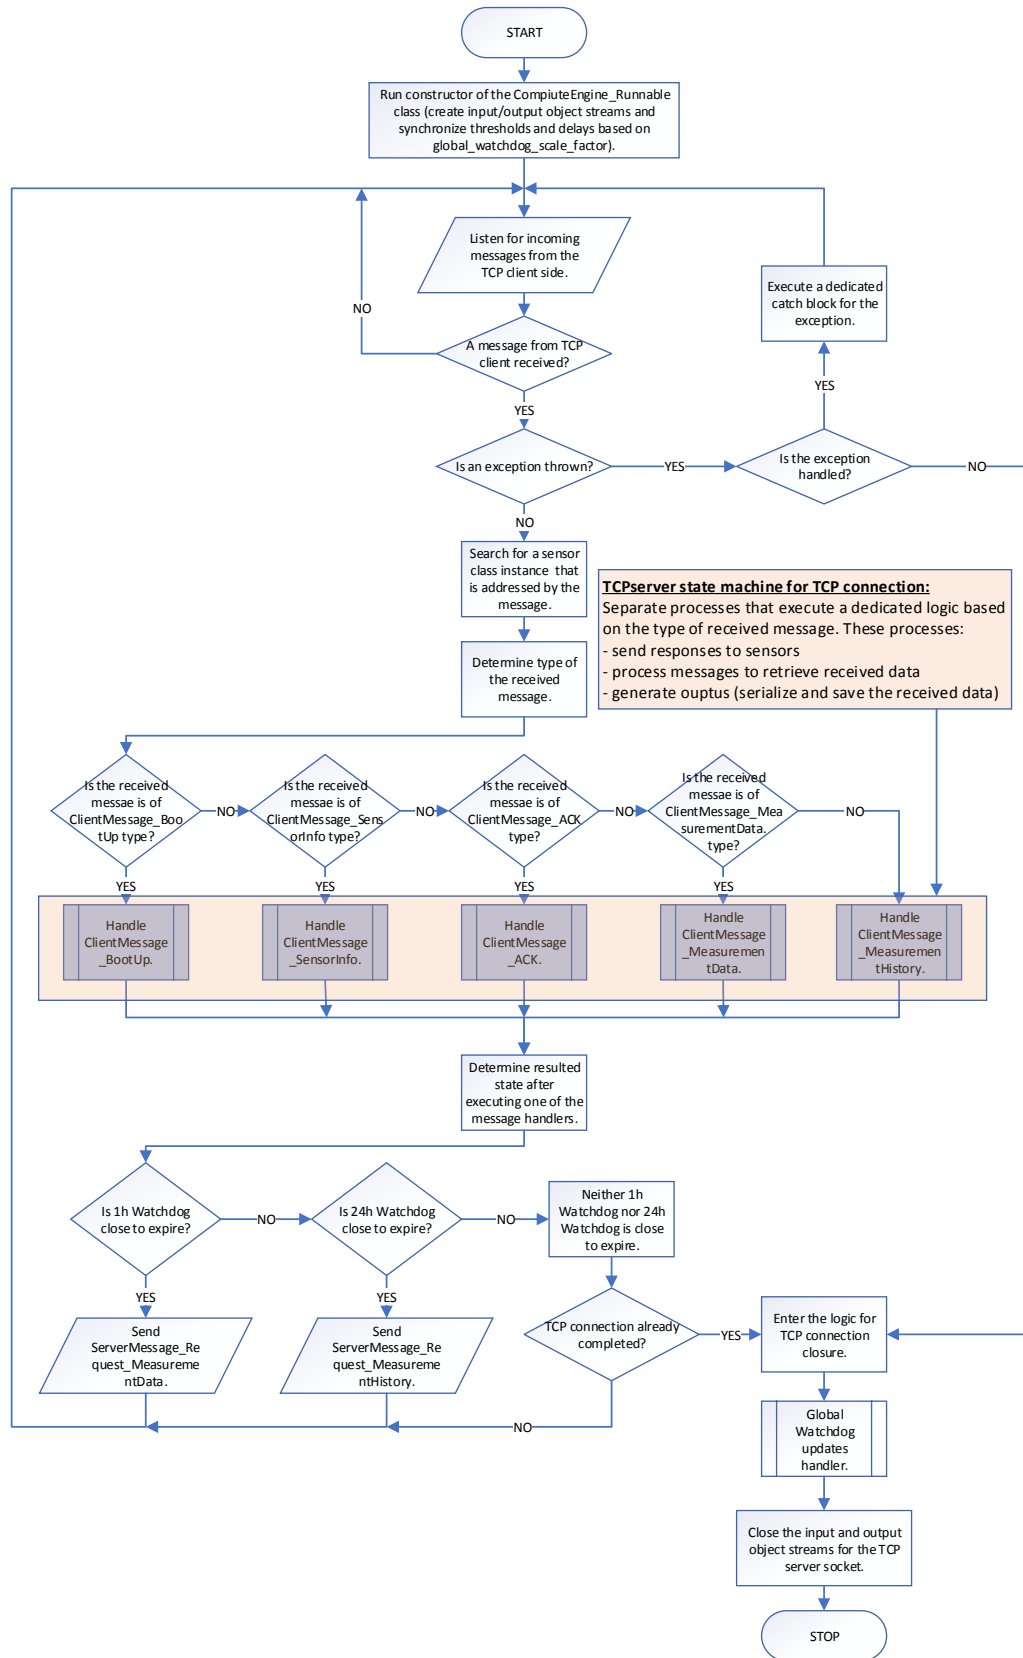 START
Run constructor of the CompiuteEngine_Runnable
class (create input/output object streams and
synchronize thresholds and delays based on
global_watchdog_scale_factor).
Listen for incoming
messages from the
TCP client side.
Execute a dedicated
catch block for the
exception.
NO
A message from TCP
client received?
YES
YES
Is an exception thrown?
YES
Is the exception
handled?
NO
NO
Search for a sensor
class instance that
is addressed by the
message.
TCPserver state machine for TCP connection:
Separate processes that execute a dedicated logic based
on the type of received message. These processes:
- send responses to sensors
- process messages to retrieve received data
- generate ouptus (serialize and save the received data)
Determine type of
the received
message.
Is the received
messae is of
ClientMessage_Boo
tUp type?
NO
Is the received
messae is of
ClientMessage_Sens
orInfo type?
NO
Is the received
messae is of
ClientMessage_ACK
type?
NO
Is the received
messae is of
ClientMessage_Mea
surementData.
type?
NO
YES
YES
YES
YES
Handle
ClientMessage
_BootUp.
Handle
ClientMessage
_SensorInfo.
Handle
ClientMessage
_ACK.
Handle
ClientMessage
_Measuremen
tData.
Handle
ClientMessage
_Measuremen
tHistory.
Determine resulted
state after
executing one of the
message handlers.
Is 1h Watchdog
close to expire?
NO
Is 24h Watchdog
close to expire?
NO
Neither 1h
Watchdog nor 24h
Watchdog is close
to expire.
YES
YES
Send
ServerMessage_Re
quest_Measureme
ntData.
Send
ServerMessage_Re
quest_Measureme
ntHistory.
TCP connection already
completed?
YES
Enter the logic for
TCP connection
closure.
NO
Global
Watchdog
updates
handler.
Close the input and output
object streams for the TCP
server socket.
STOP